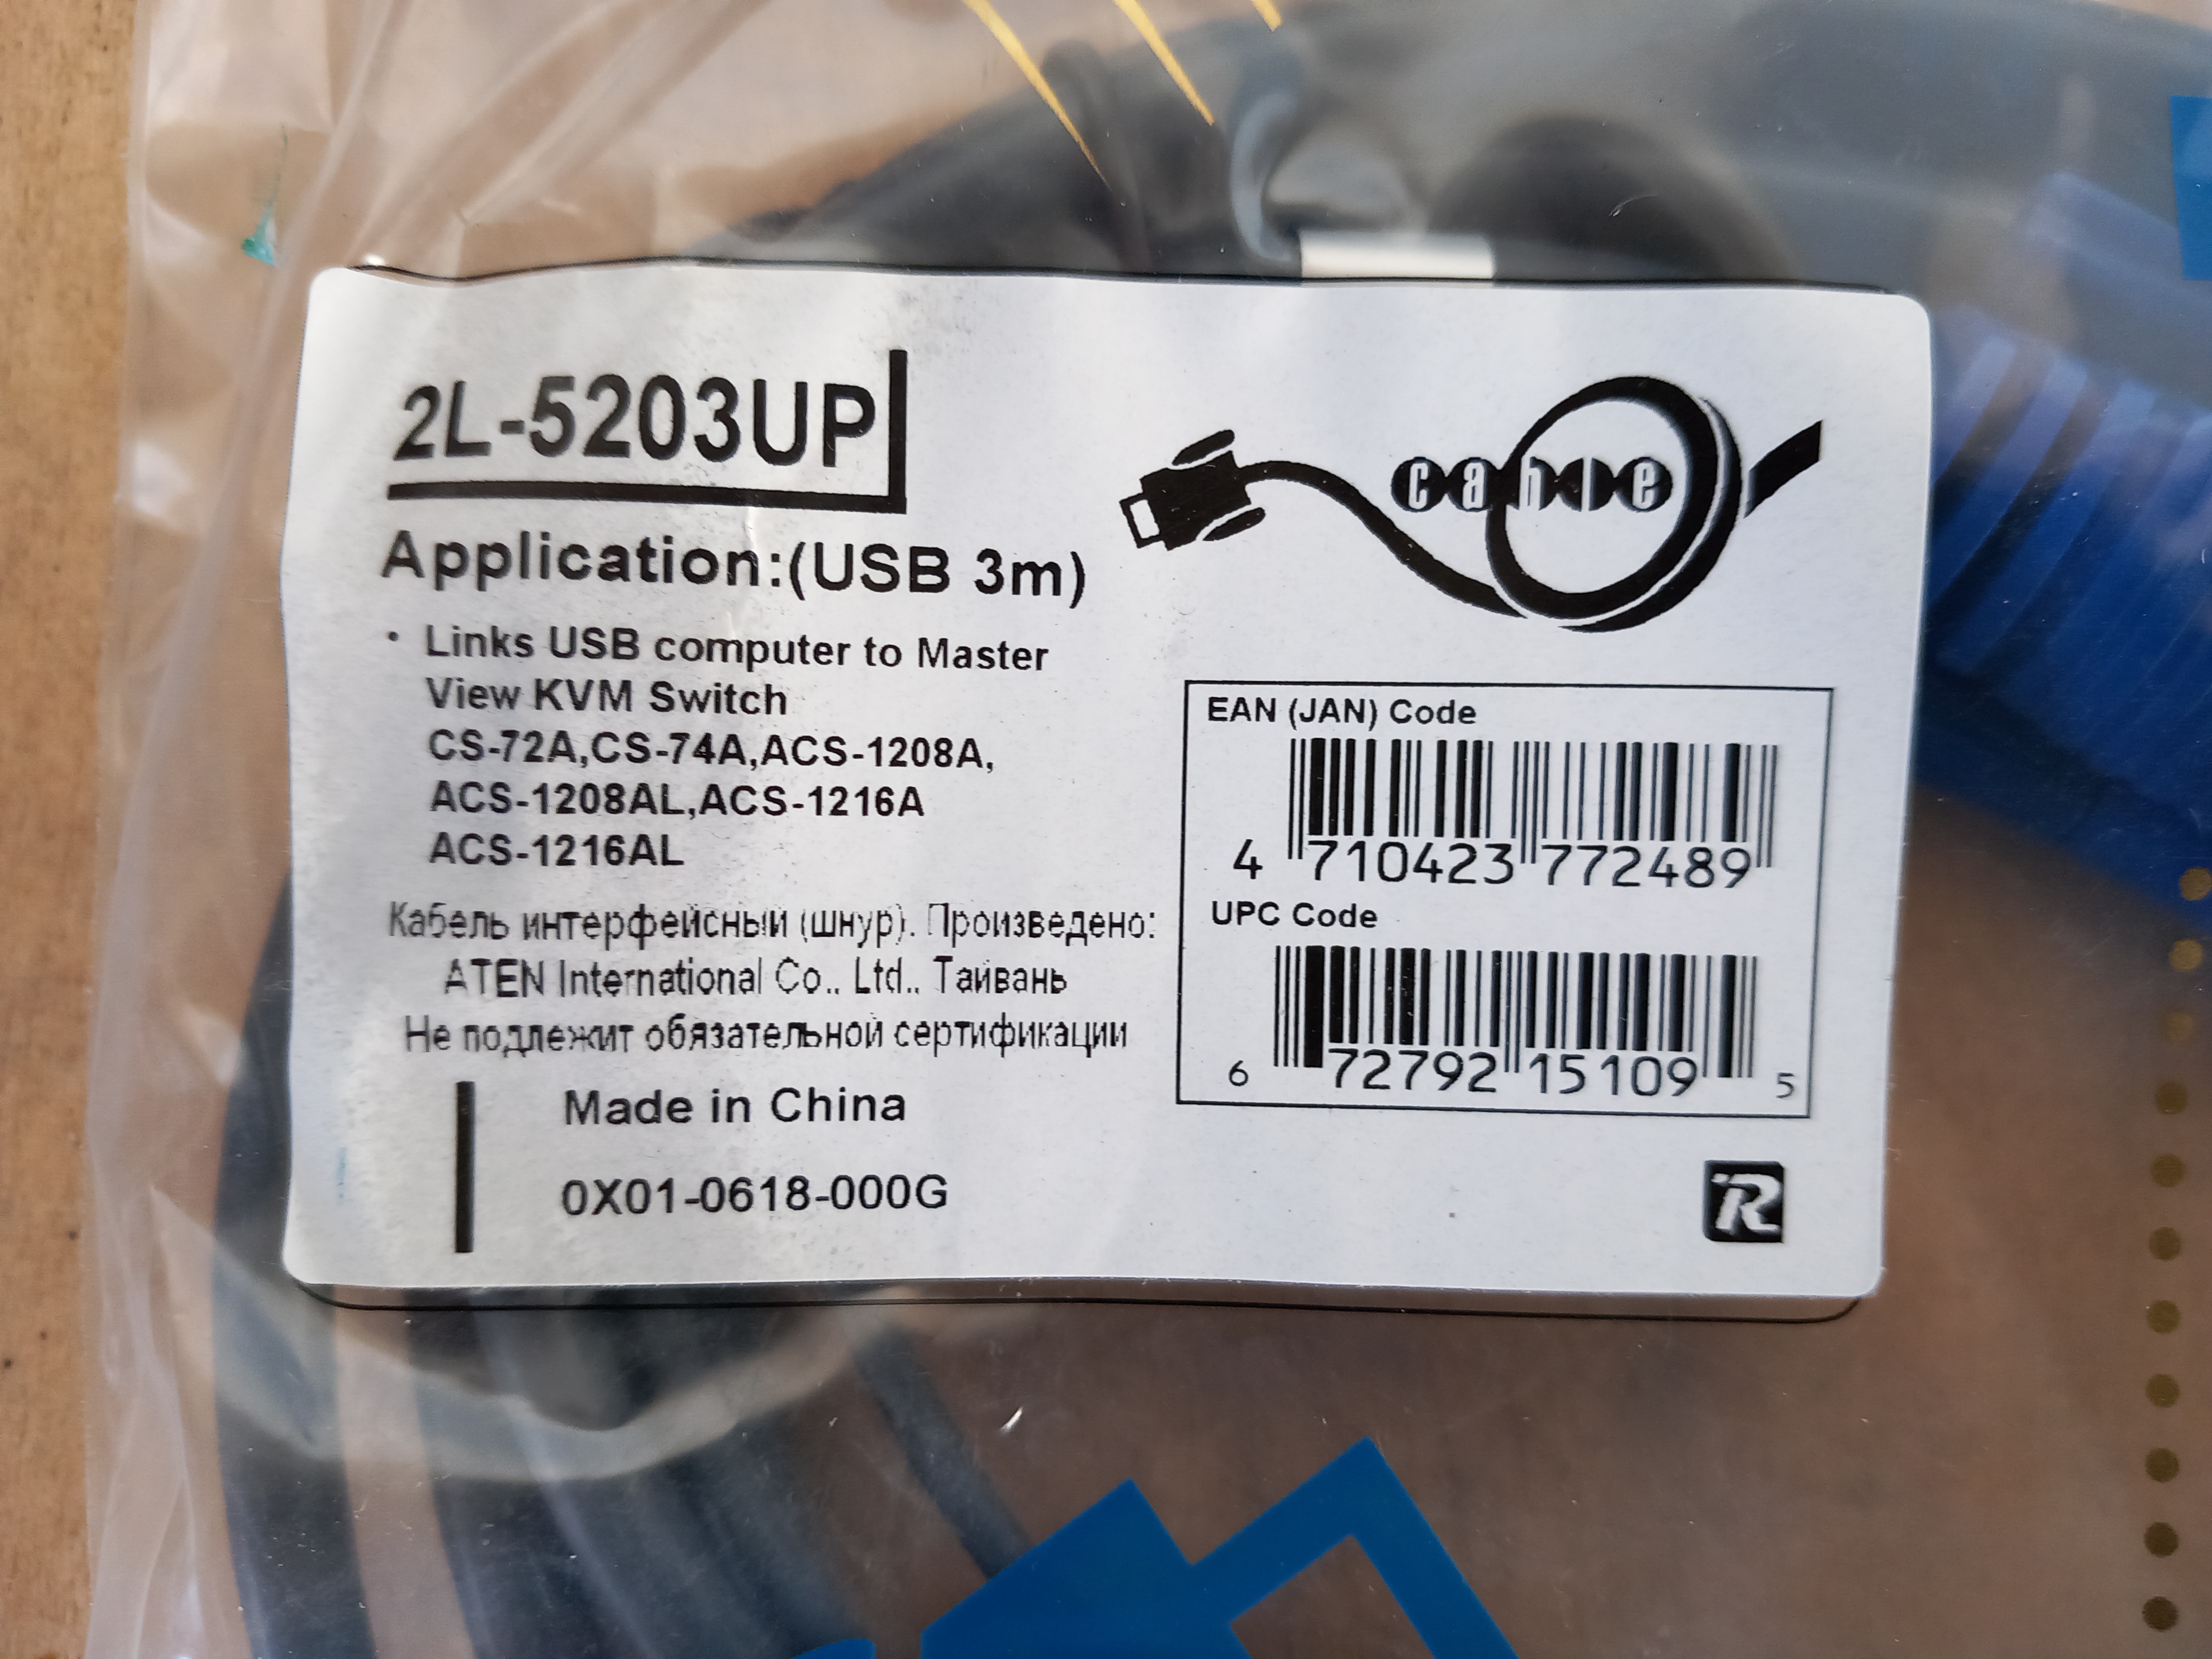 2L-5203UP
Application:(USB 3m)
cable
• Links USB computer to Master
View KVM Switch
CS-72A,CS-74A,ACS-1208A,
ACS-1208AL,ACS-1216A
ACS-1216AL
Кабель интерфейсный (шнур). Произведено:
ATEN International Co., Ltd., Тайвань
Не подлежит обязательной сертификации
Made in China
0X01-0618-000G
EAN (JAN) Code
4 710423 772489
UPC Code
6 72792 15109 5
R